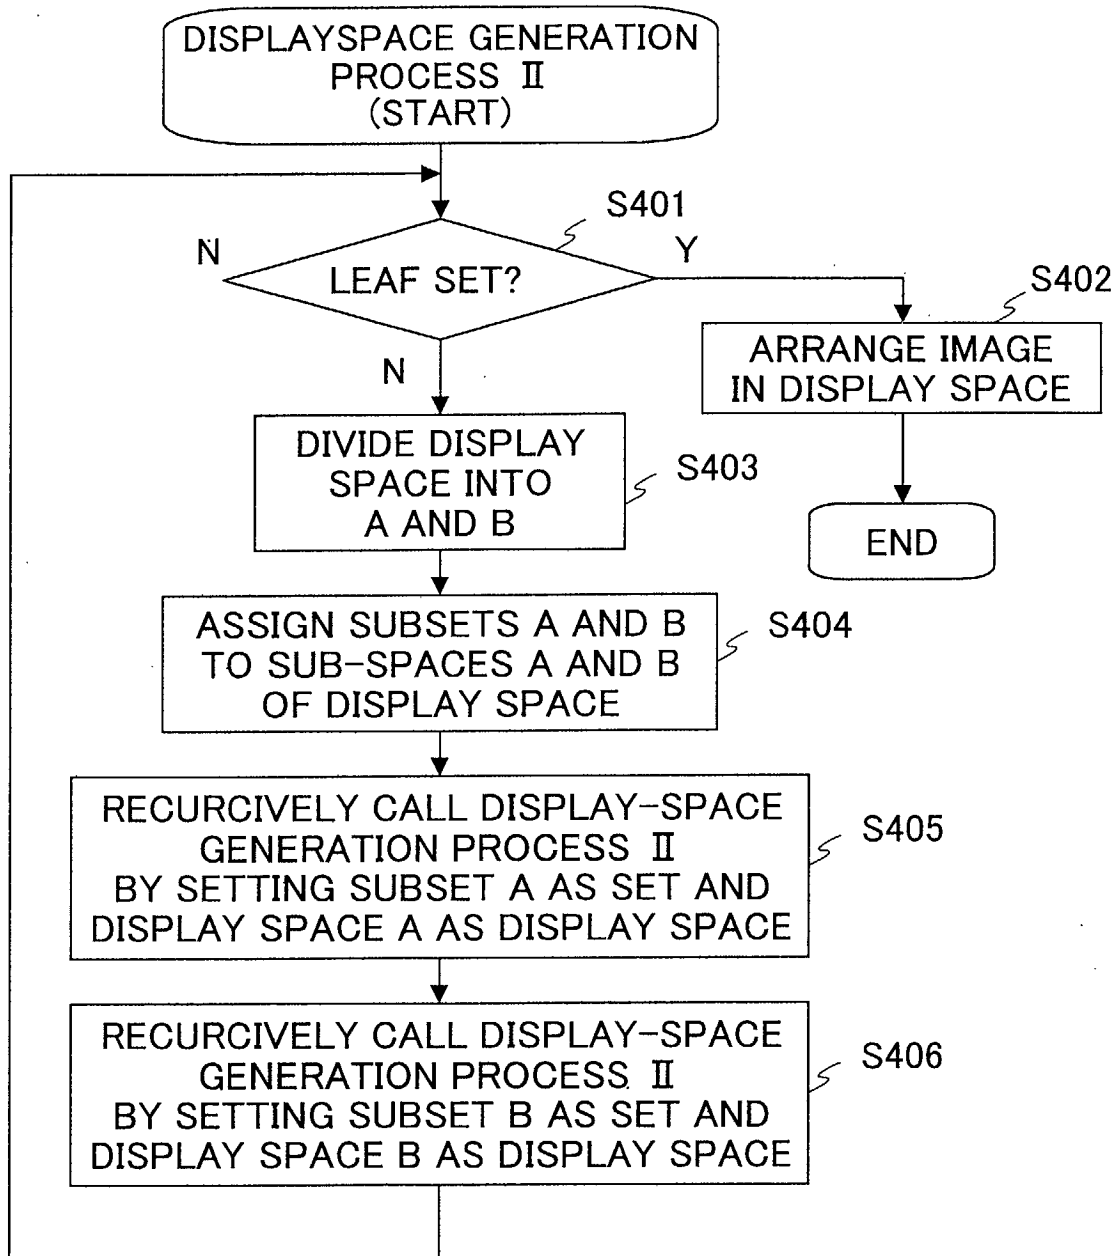 DISPLAYSPACE GENERATION
PROCESS II
(START)
S401
N
LEAF SET?
Y
S402
ARRANGE IMAGE
IN DISPLAY SPACE
N
DIVIDE DISPLAY
SPACE INTO
A AND B
S403
END
ASSIGN SUBSETS A AND B
TO SUB-SPACES A AND B
OF DISPLAY SPACE
S404
RECURCIVELY CALL DISPLAY-SPACE
GENERATION PROCESS II
BY SETTING SUBSET A AS SET AND
DISPLAY SPACE A AS DISPLAY SPACE
S405
RECURCIVELY CALL DISPLAY-SPACE
GENERATION PROCESS II
BY SETTING SUBSET B AS SET AND
DISPLAY SPACE B AS DISPLAY SPACE
S406